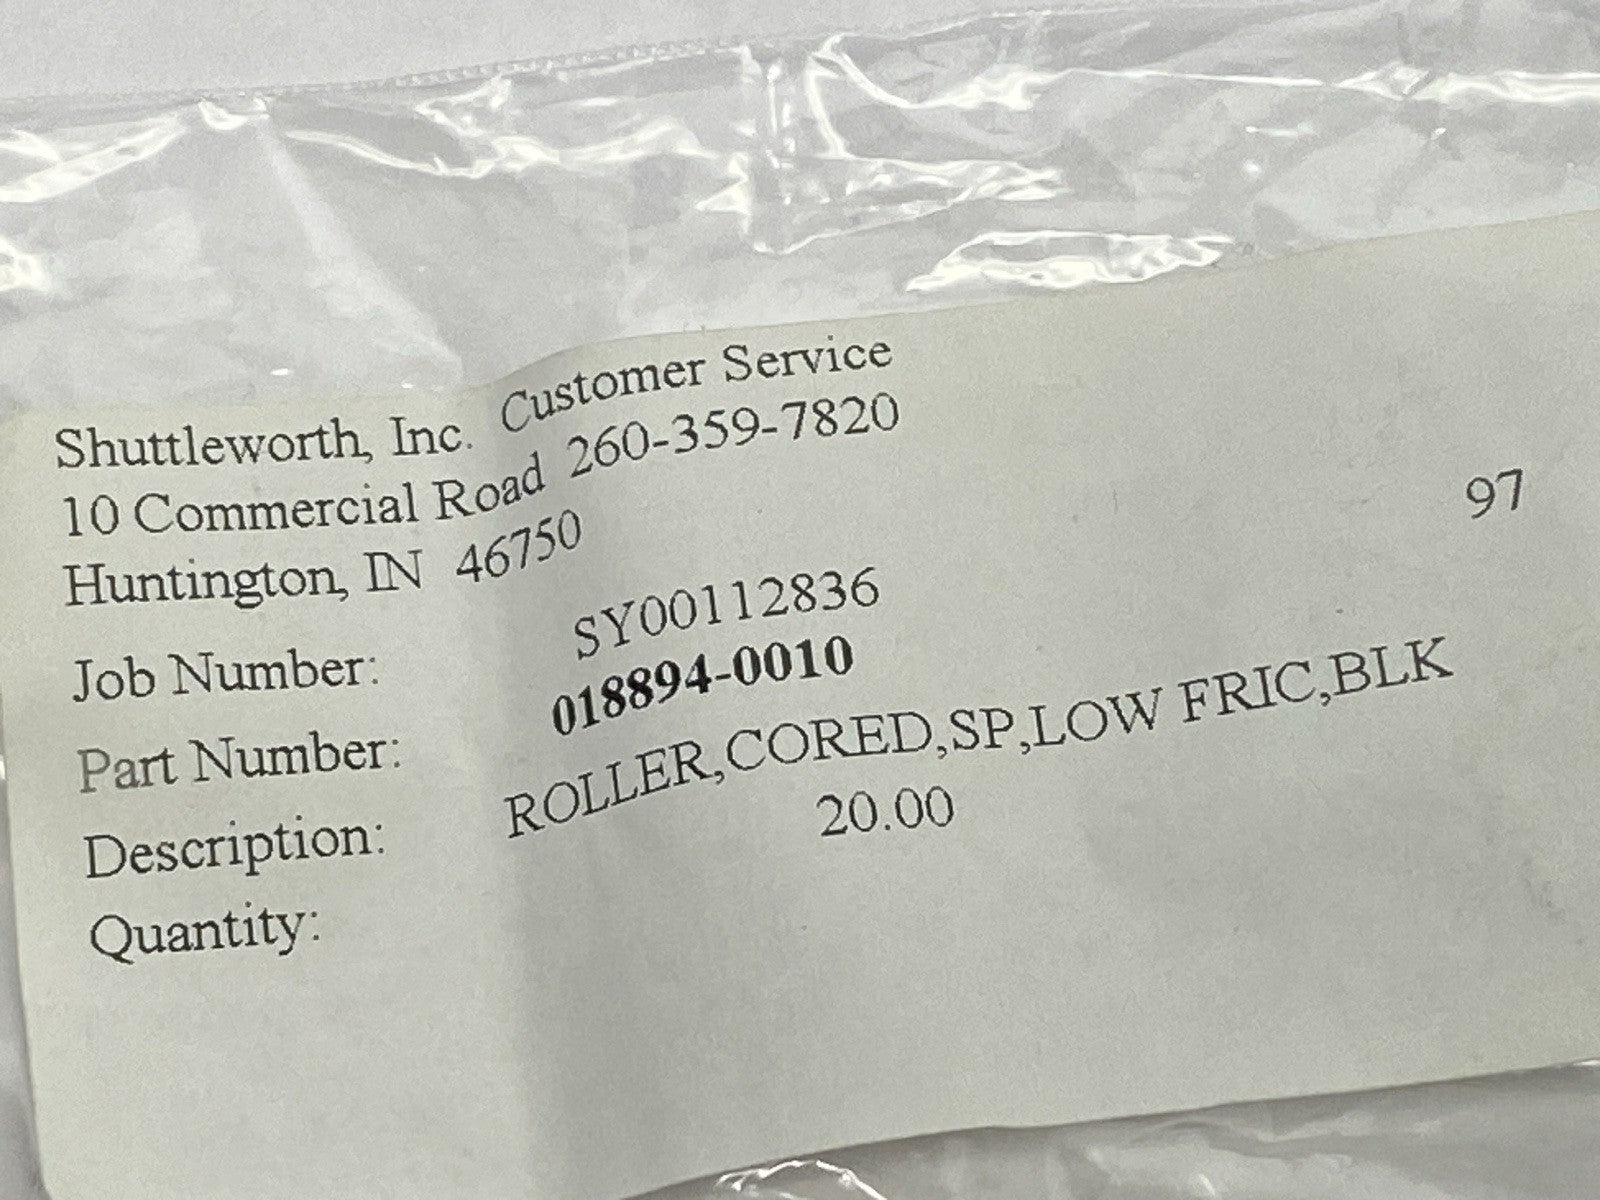 Shuttleworth, Inc. Customer Service
10 Commercial Road 260-359-7820
Huntington, IN 46750
97
Job Number: SY00112836
Part Number: 018894-0010
Description: ROLLER,CORED,SP,LOW FRIC,BLK
Quantity: 20.00